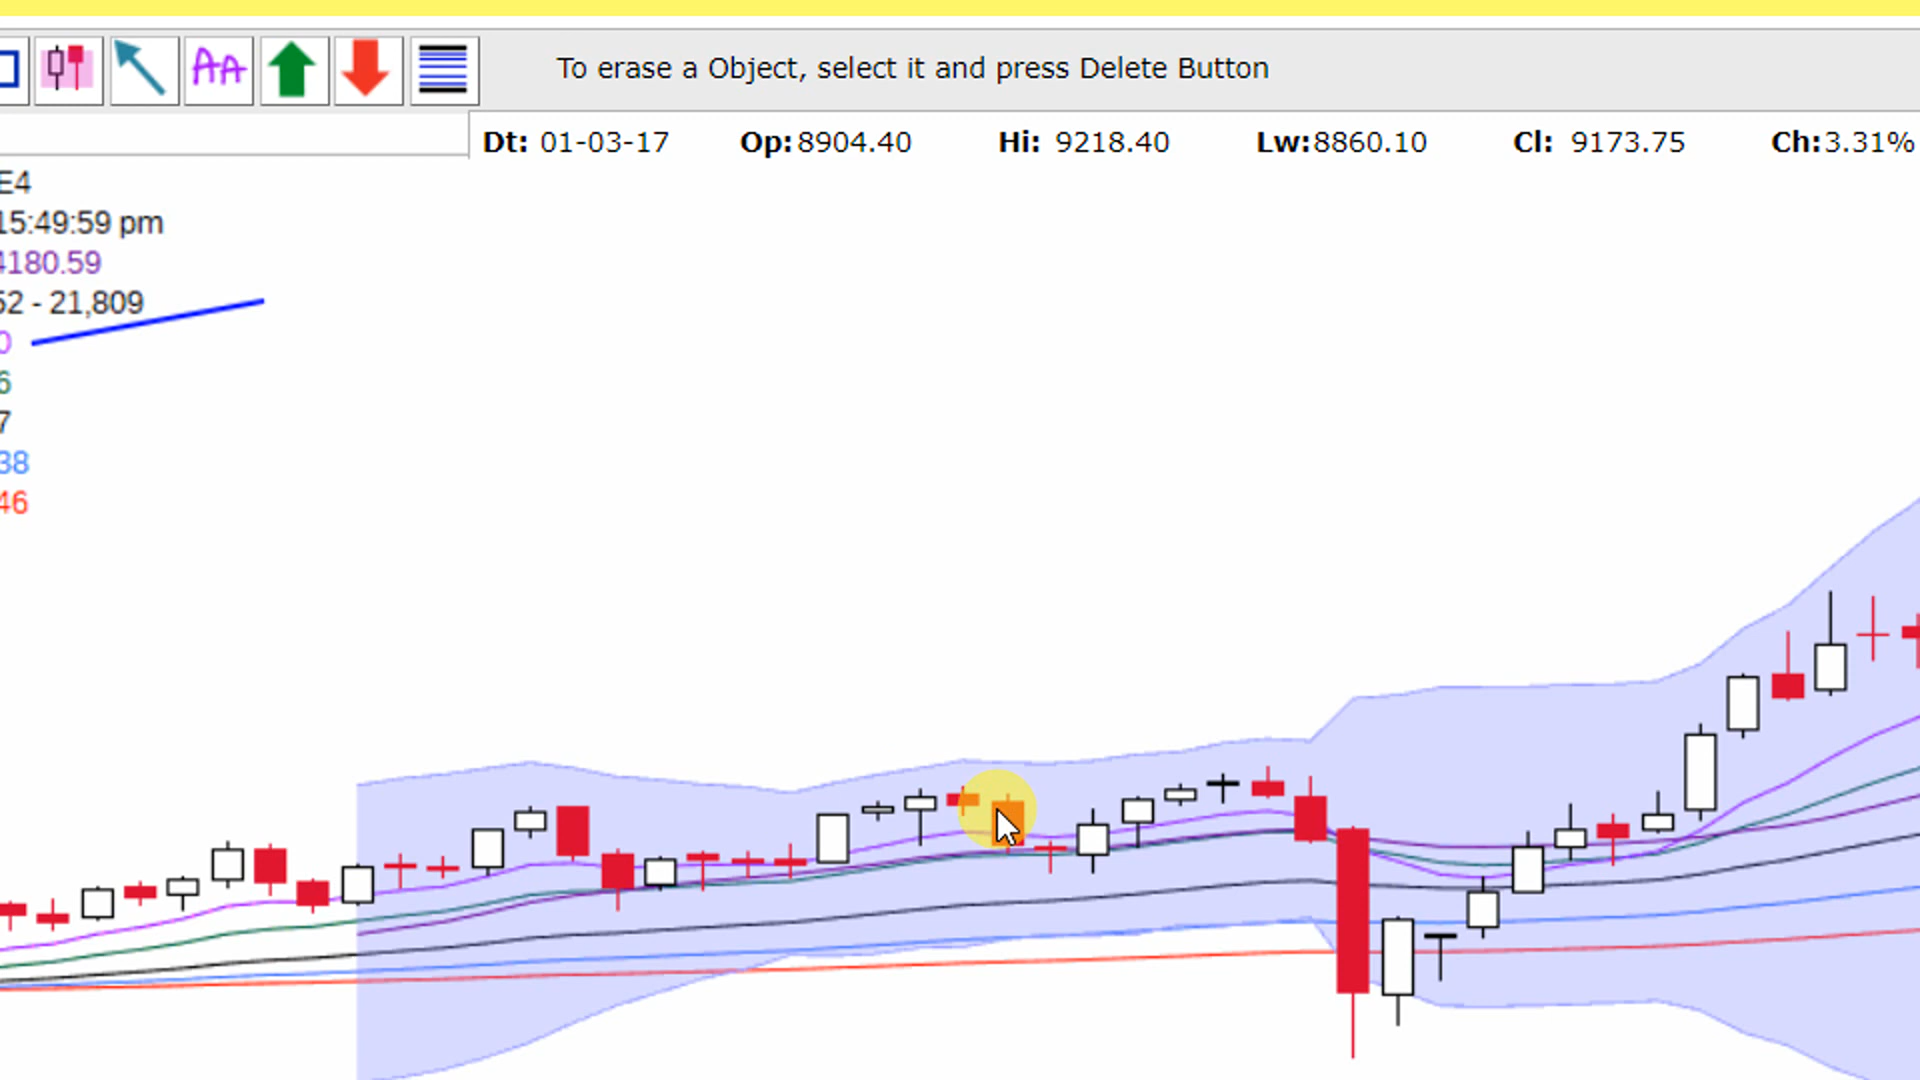 AA
To erase a Object, select it and press Delete Button
Dt: 01-03-17 Op:8904.40 Hi: 9218.40 Lw:8860.10 Cl: 9173.75 Ch:3.31%
E4
15:49:59 pm
4180.59
52 - 21,809
0
6
7
38
46